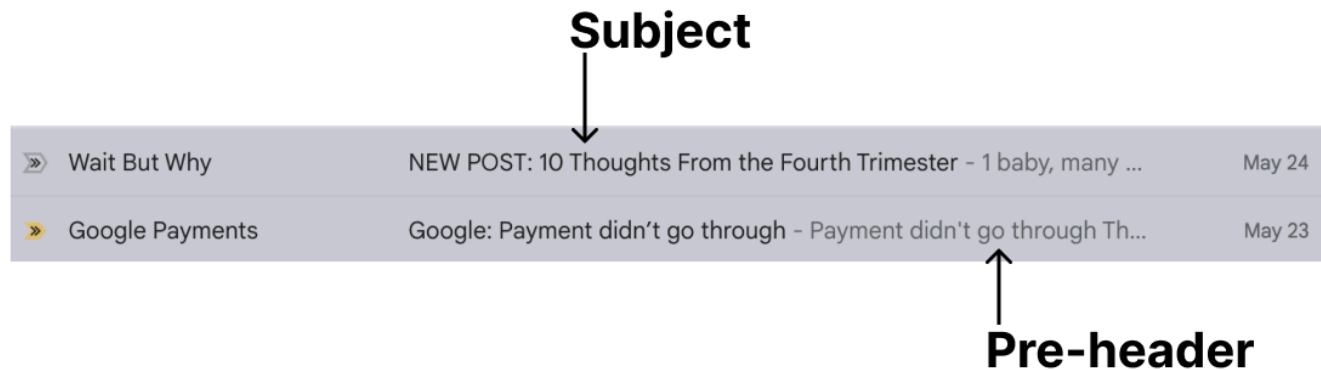 Subject
Wait But Why NEW POST: 10 Thoughts From the Fourth Trimester - 1 baby, many ... May 24
Google Payments Google: Payment didn’t go through - Payment didn't go through Th... May 23
Pre-header